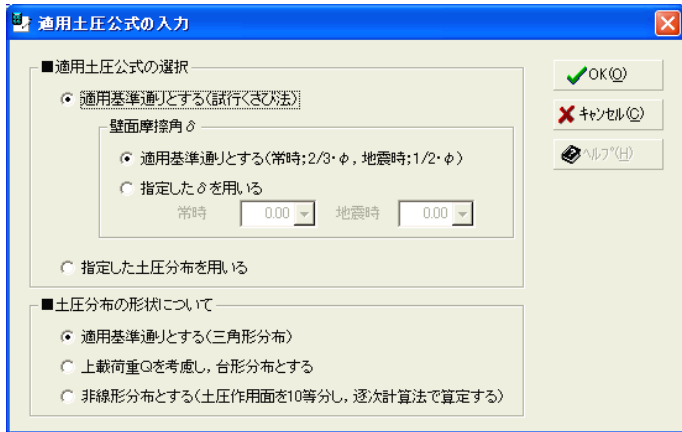 適用土圧公式の入力
■適用土圧公式の選択
適用基準通りとする(試行くさび法)
壁面摩擦角δ
適用基準通りとする(常時;2/3・φ, 地震時;1/2・φ)
指定したδを用いる
常時 0.00 地震時 0.00
指定した土圧分布を用いる
■土圧分布の形状について
適用基準通りとする(三角形分布)
上載荷重Qを考慮し, 台形分布とする
非線形分布とする(土圧作用面を10等分し, 逐次計算法で算定する)
OK(O)
キャンセル(C)
ヘルプ(H)